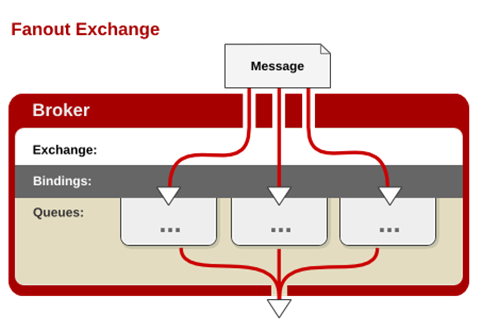 Fanout Exchange
Message
Broker
Exchange:
Bindings:
Queues:
... ... ...